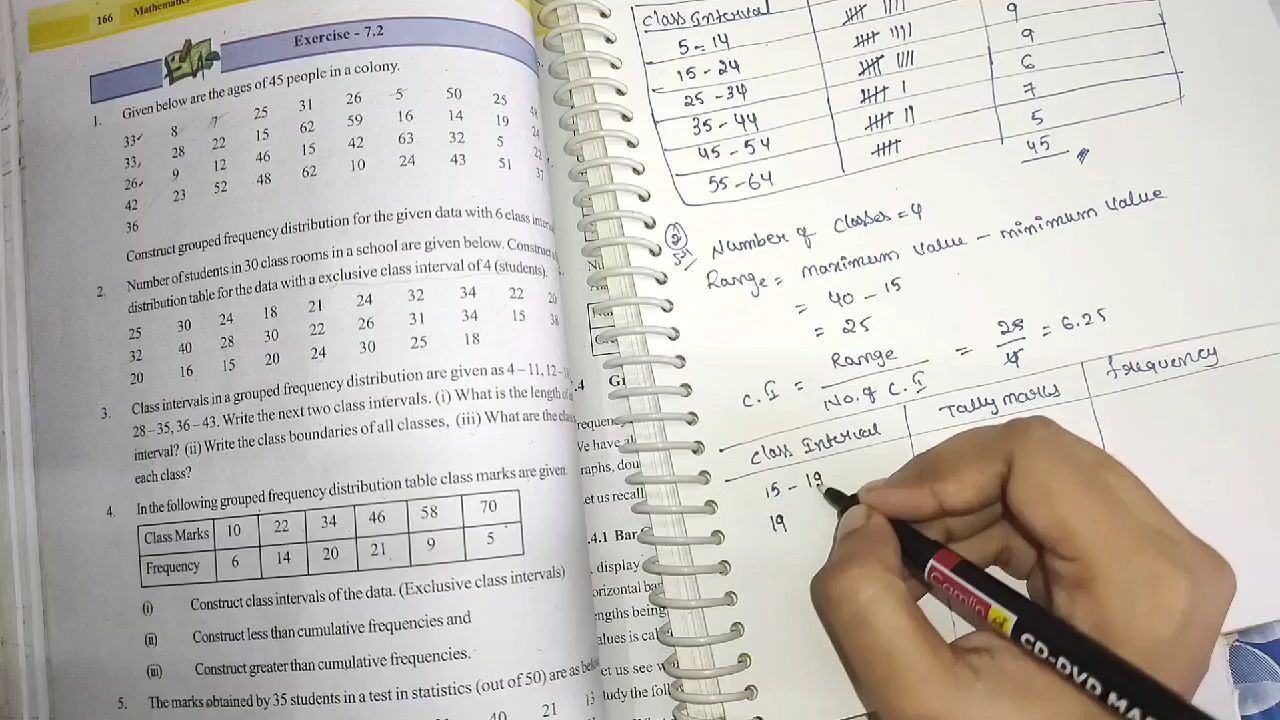 166 Mathematics
Exercise - 7.2
1. Given below are the ages of 45 people in a colony.
33 8 7 25 31 26 5 50 25
33, 28 22 15 62 59 16 14 19 24
26 9 12 46 15 42 63 32 5 22
42 23 52 48 62 10 24 43 51 37
36
Construct grouped frequency distribution for the given data with 6 class
2. Number of students in 30 class rooms in a school are given below. Construct
distribution table for the data with a exclusive class interval of 4 (students).
25 30 24 18 21 24 32 34 22 20
32 40 28 30 22 26 31 34 15 38
20 16 15 20 24 30 25 18
3. Class intervals in a grouped frequency distribution are given as 4 – 11, 12 –
28 – 35, 36 – 43. Write the next two class intervals. (i) What is the length of
interval? (ii) Write the class boundaries of all classes, (iii) What are the
each class?
4. In the following grouped frequency distribution table class marks are given.
Class Marks 10 22 34 46 58 70
Frequency 6 14 20 21 9 5
(i) Construct class intervals of the data. (Exclusive class intervals)
(ii) Construct less than cumulative frequencies and
(iii) Construct greater than cumulative frequencies.
5. The marks obtained by 35 students in a test in statistics (out of 50) are as
40 21
.4
.4.1 Bar
display
Class Interval 9
5 - 14 9
15 - 24 6
25 - 34 7
35 - 44 5
45 - 54 45
55 - 64
② Number of classes = 4
Sol/ Range = maximum value - minimum value
= 40 - 15
= 25
C.I = Range / No. of C.I = 25 / 4 = 6.25
Class Interval Tally marks frequency
15 - 19
19
Camlin
CD-DVD MA